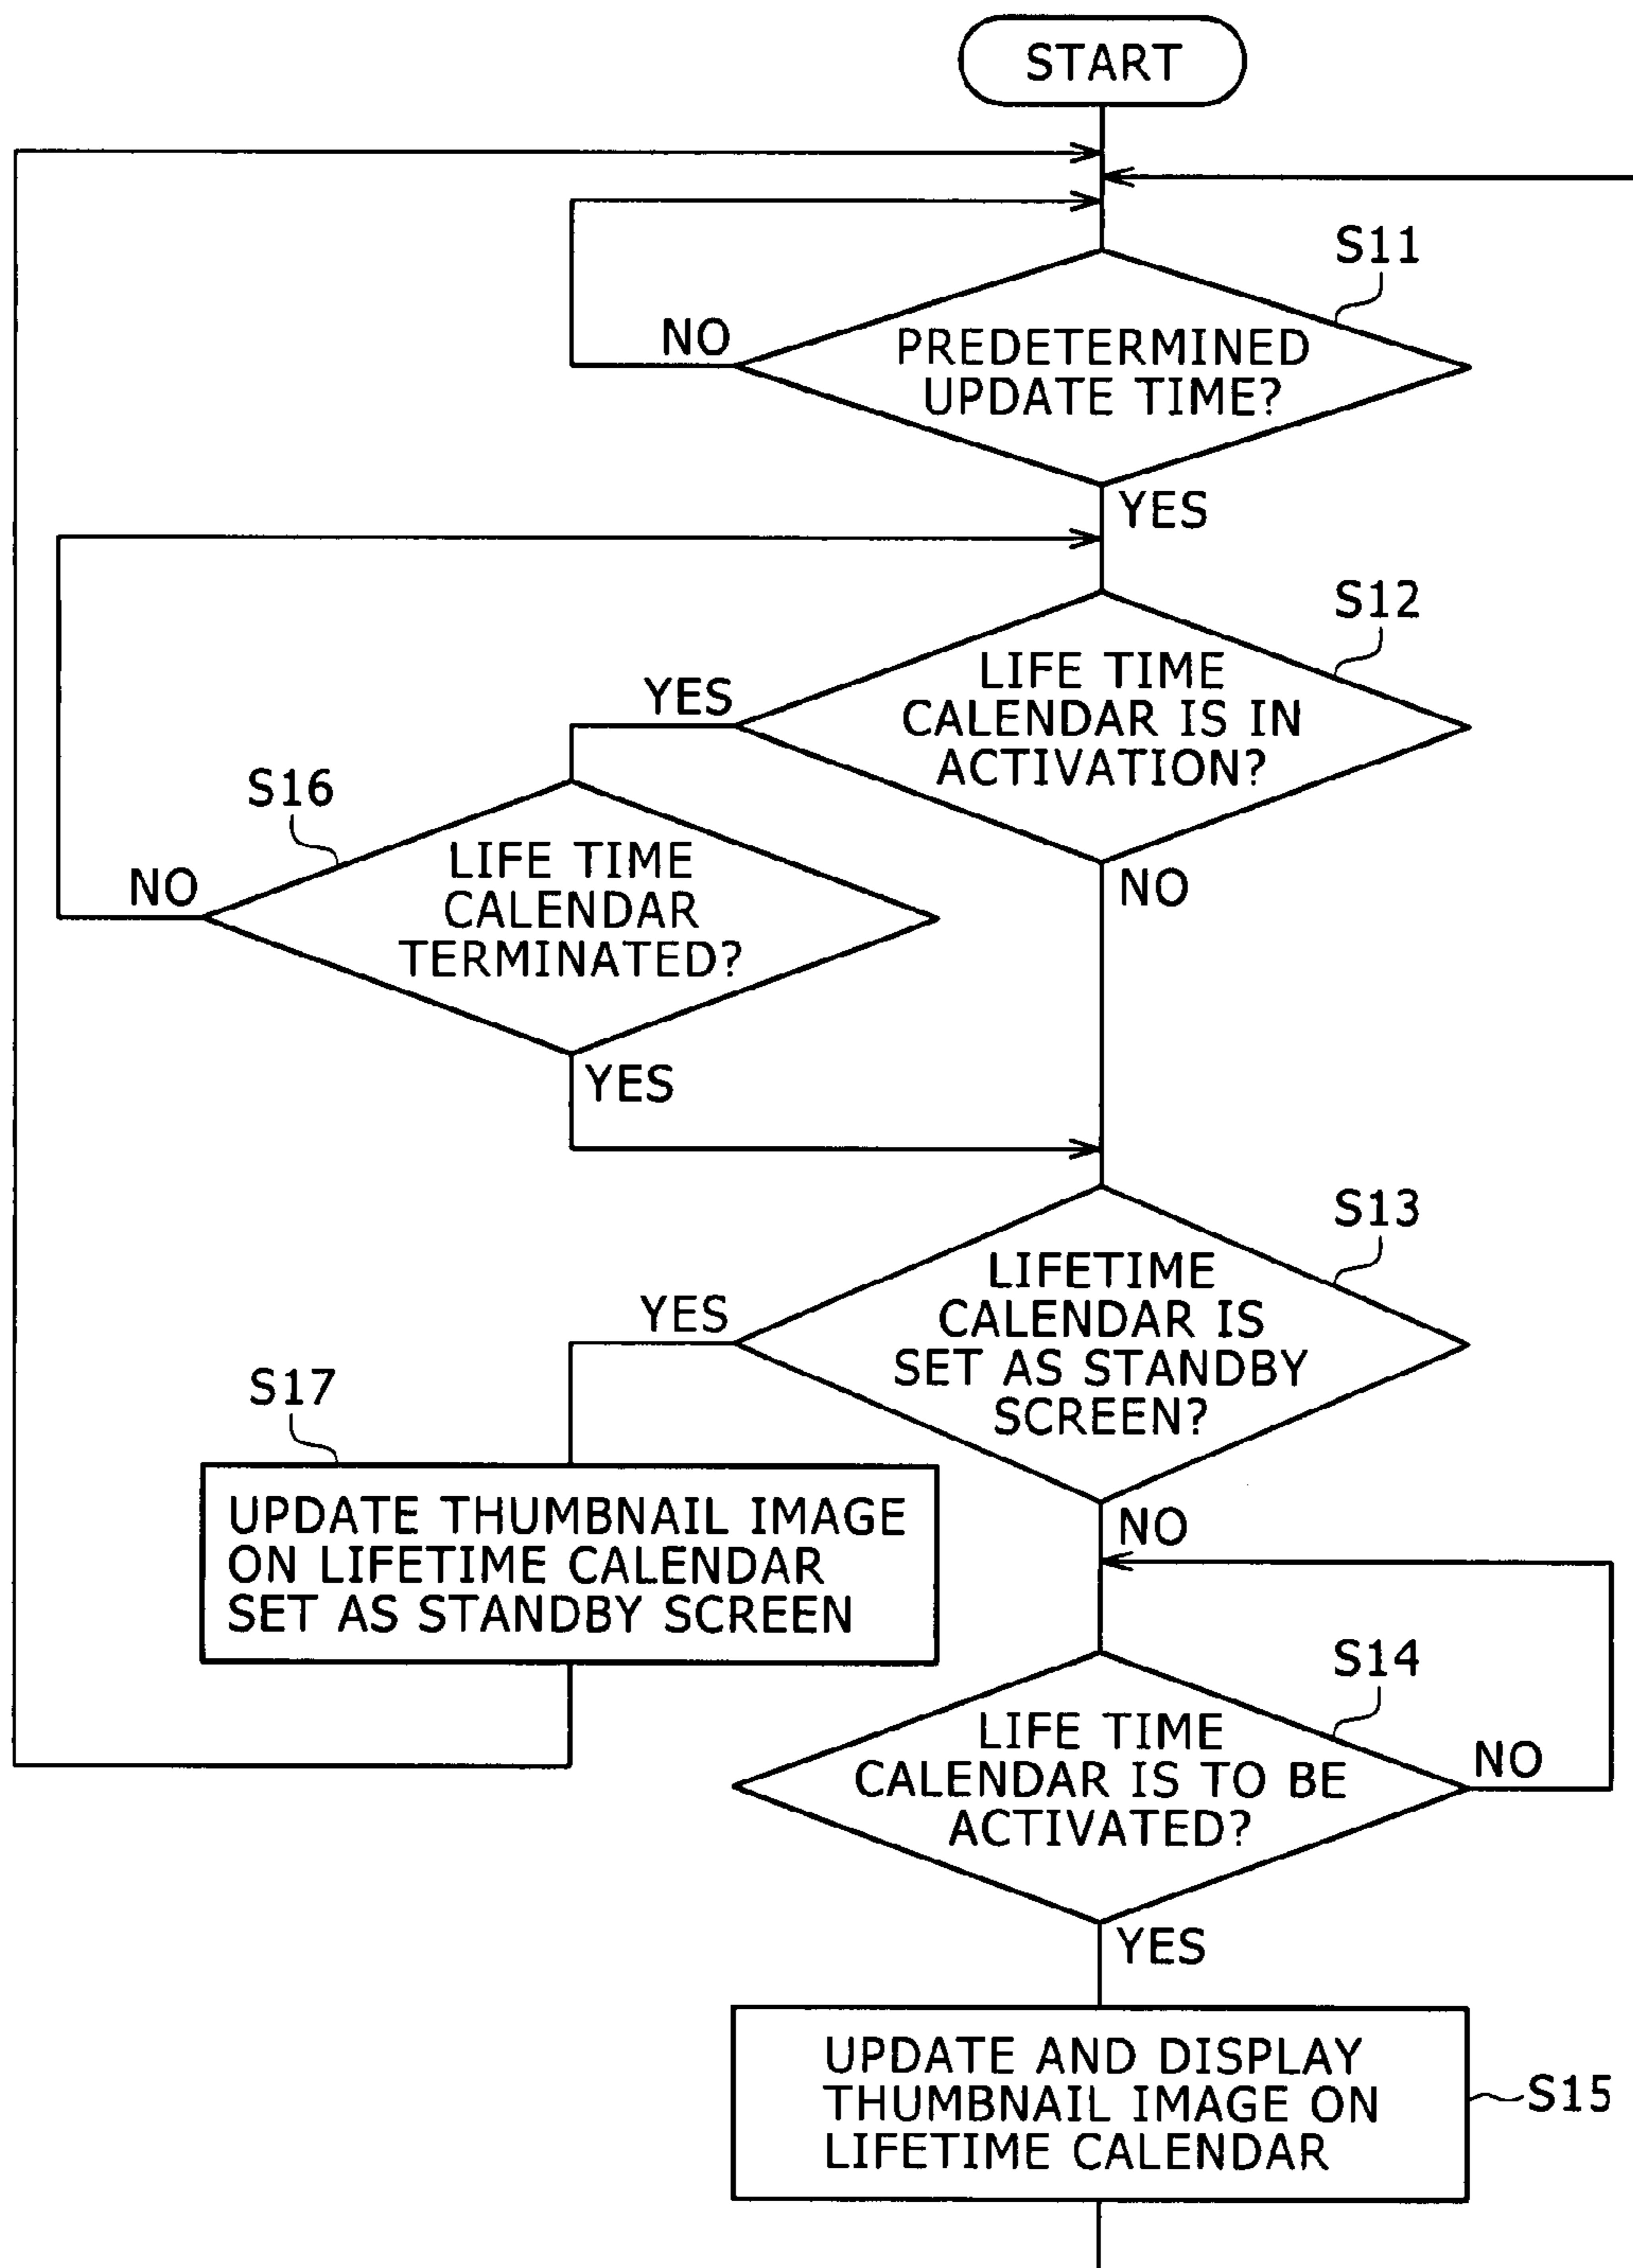 START
S11
NO
PREDETERMINED
UPDATE TIME?
YES
S12
YES
LIFE TIME
CALENDAR IS IN
ACTIVATION?
S16
NO
LIFE TIME
CALENDAR
TERMINATED?
NO
YES
S13
YES
LIFETIME
CALENDAR IS
SET AS STANDBY
SCREEN?
S17
UPDATE THUMBNAIL IMAGE
ON LIFETIME CALENDAR
SET AS STANDBY SCREEN
NO
S14
LIFE TIME
CALENDAR IS TO BE
ACTIVATED?
NO
YES
UPDATE AND DISPLAY
THUMBNAIL IMAGE ON
LIFETIME CALENDAR
S15